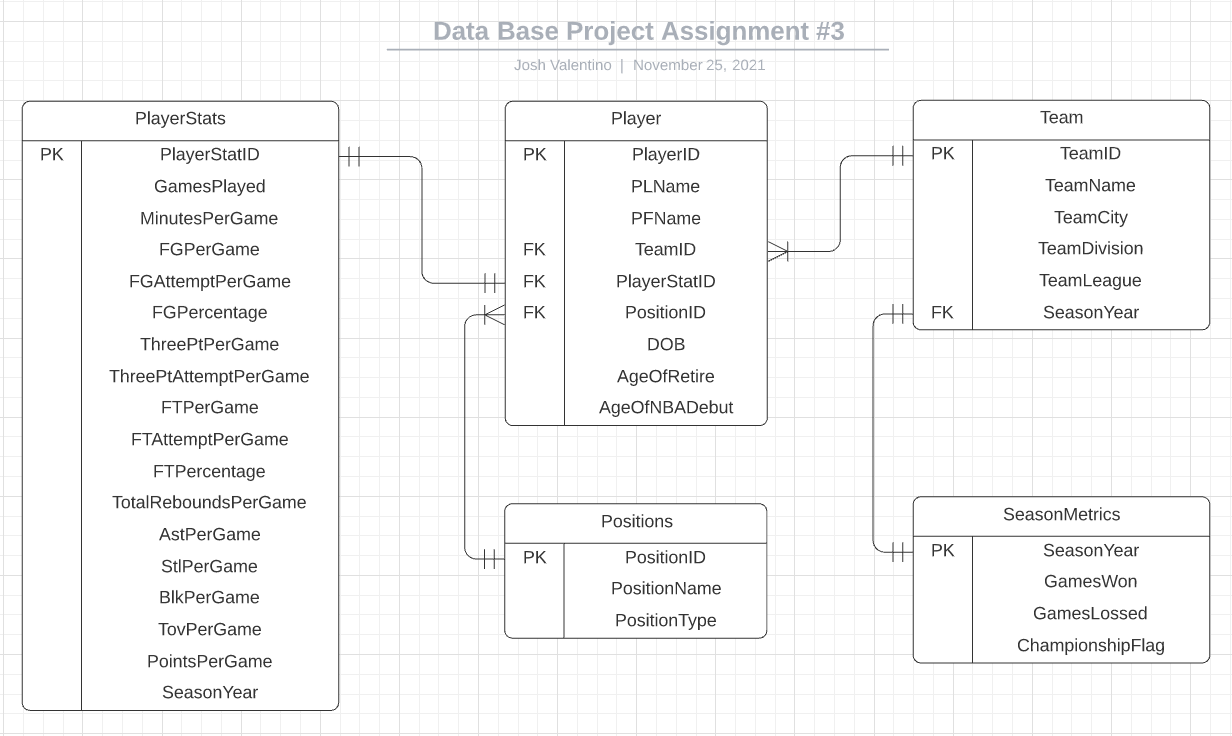 Data Base Project Assignment #3
Josh Valentino | November 25, 2021
PlayerStats
PK PlayerStatID
GamesPlayed
MinutesPerGame
FGPerGame
FGAttemptPerGame
FGPercentage
ThreePtPerGame
ThreePtAttemptPerGame
FTPerGame
FTAttemptPerGame
FTPercentage
TotalReboundsPerGame
AstPerGame
StlPerGame
BlkPerGame
TovPerGame
PointsPerGame
SeasonYear
Player
PK PlayerID
PLName
PFName
FK TeamID
FK PlayerStatID
FK PositionID
DOB
AgeOfRetire
AgeOfNBADebut
Positions
PK PositionID
PositionName
PositionType
Team
PK TeamID
TeamName
TeamCity
TeamDivision
TeamLeague
FK SeasonYear
SeasonMetrics
PK SeasonYear
GamesWon
GamesLossed
ChampionshipFlag